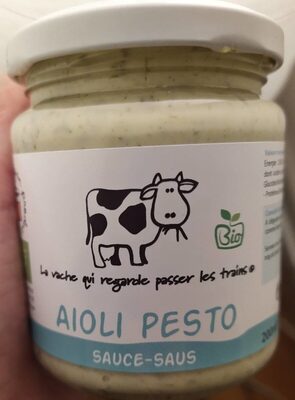 Bio
La vache qui regarde passer les trains®
AIOLI PESTO
SAUCE-SAUS